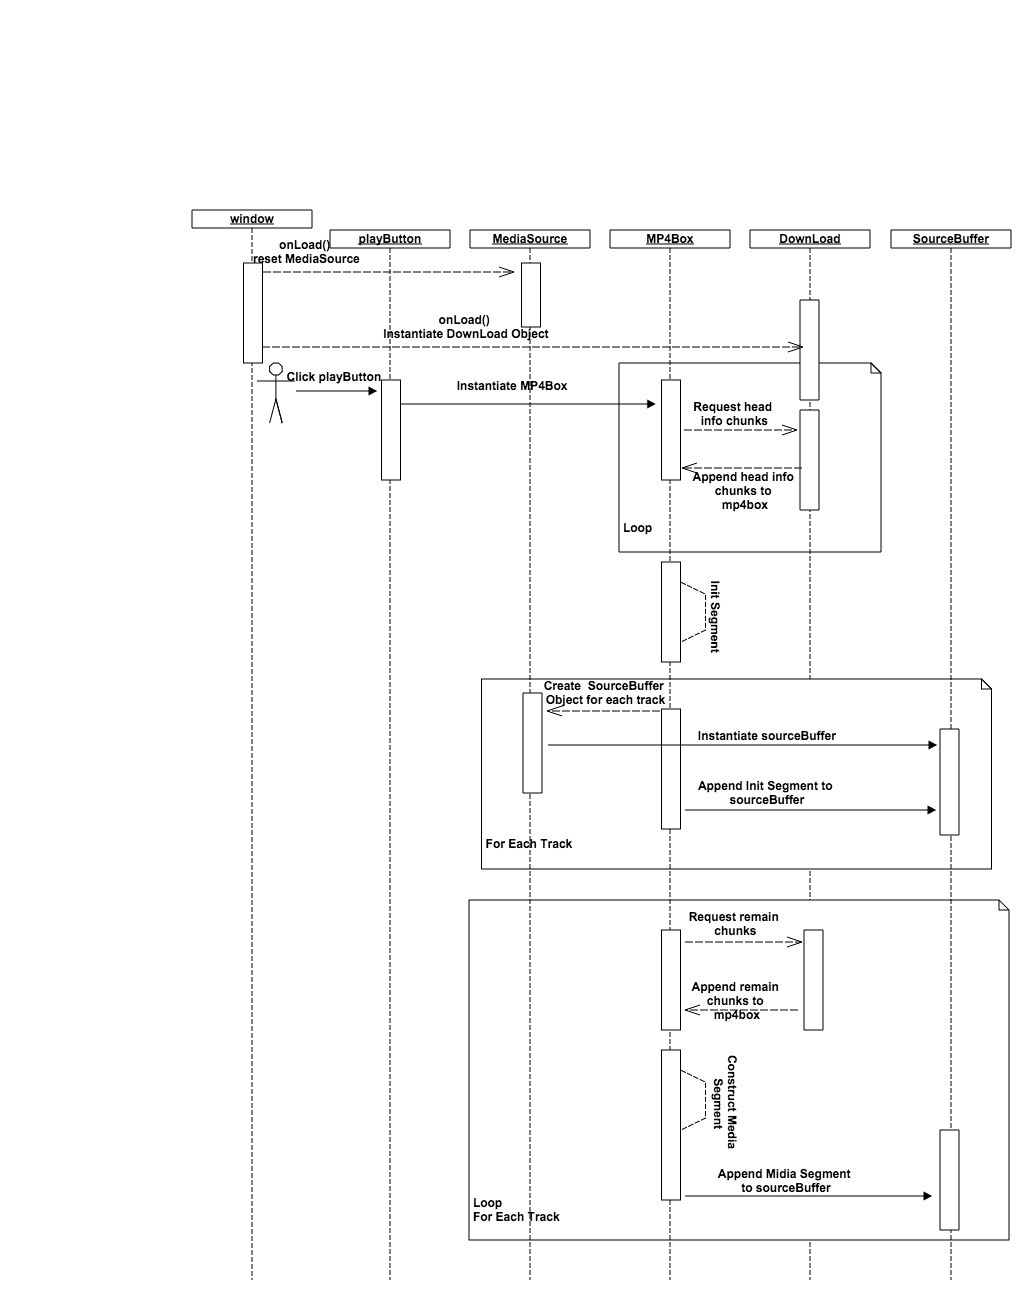 window
playButton
MediaSource
MP4Box
DownLoad
SourceBuffer
onLoad()
reset MediaSource
onLoad()
Instantiate DownLoad Object
Click playButton
Instantiate MP4Box
Request head
info chunks
Append head info
chunks to
mp4box
Loop
Init Segment
Create  SourceBuffer
Object for each track
Instantiate sourceBuffer
Append Init Segment to
sourceBuffer
For Each Track
Request remain
chunks
Append remain
chunks to
mp4box
Construct Media
Segment
Append Midia Segment
to sourceBuffer
Loop
For Each Track